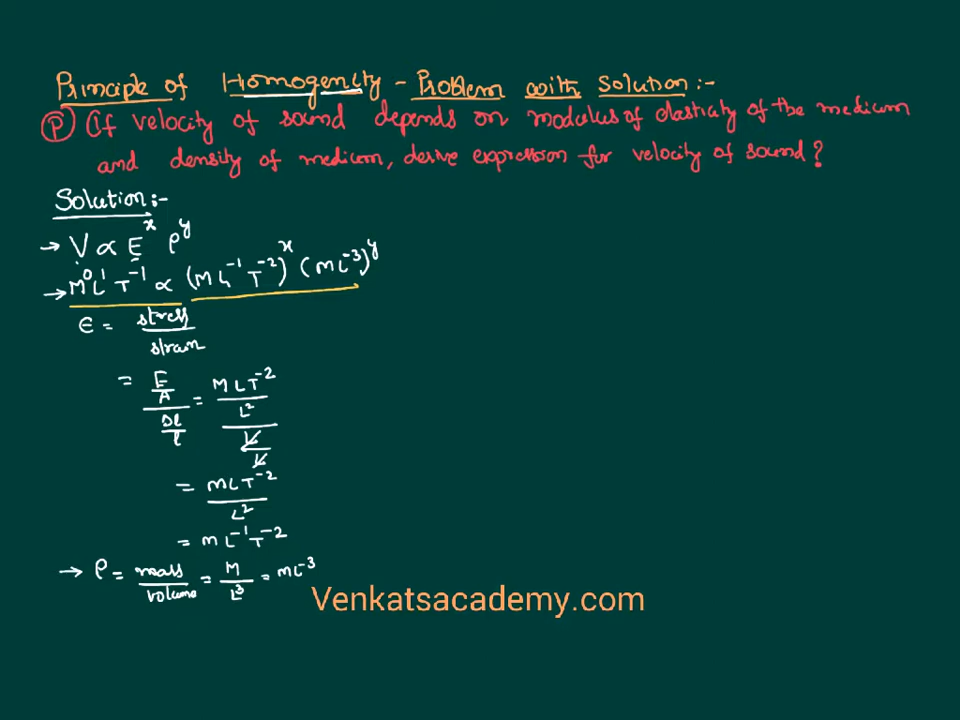 Principle of Homogenity - Problem with Solution :-
(P) (If velocity of sound depends on modulus of elasticity of the medium
and density of medium, derive expression for velocity of sound?
Solution:-
→ V ∝ E^x ρ^y
→ M^0 L^1 T^-1 ∝ (M L^-1 T^-2)^x (M L^-3)^y
E = stress / strain
= (F/A) / (Δl/l) = (M L T^-2 / L^2) / (L/L)
= M L T^-2 / L^2
= M L^-1 T^-2
→ ρ = mass / volume = M / L^3 = M L^-3
Venkatsacademy.com